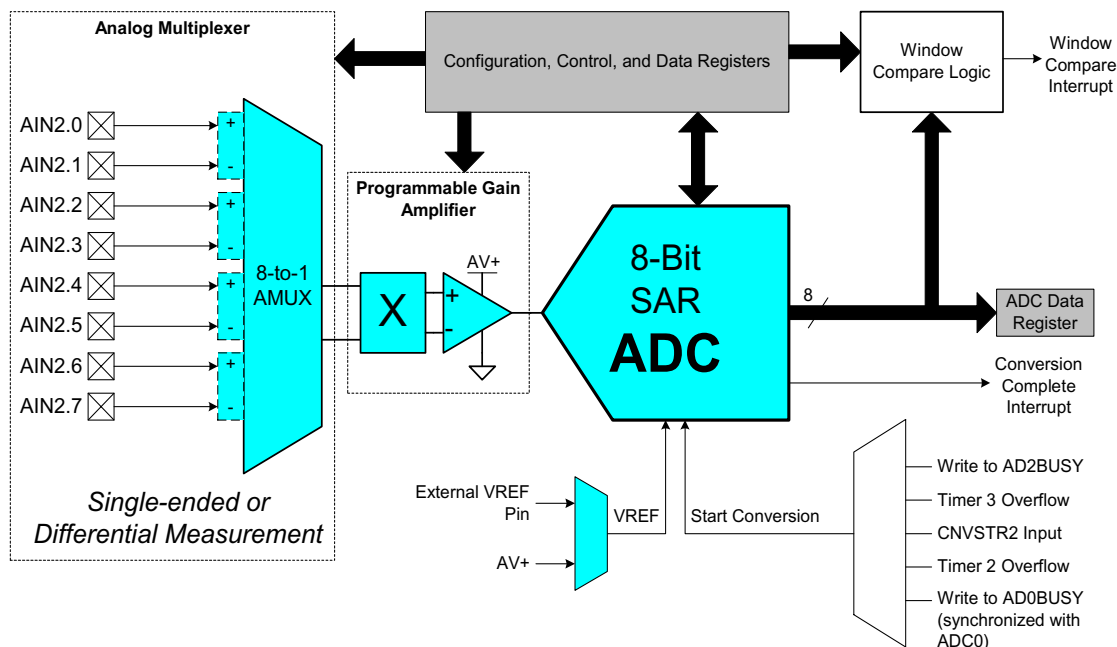 Analog Multiplexer
AIN2.0
AIN2.1
AIN2.2
AIN2.3
AIN2.4
AIN2.5
AIN2.6
AIN2.7
+
-
+
-
+
-
+
-
8-to-1
AMUX
Single-ended or
Differential Measurement
Configuration, Control, and Data Registers
Window
Compare Logic
Window
Compare
Interrupt
Programmable Gain
Amplifier
X
+
-
AV+
8-Bit
SAR
ADC
8
ADC Data
Register
Conversion
Complete
Interrupt
External VREF
Pin
AV+
VREF
Start Conversion
Write to AD2BUSY
Timer 3 Overflow
CNVSTR2 Input
Timer 2 Overflow
Write to AD0BUSY
(synchronized with
ADC0)